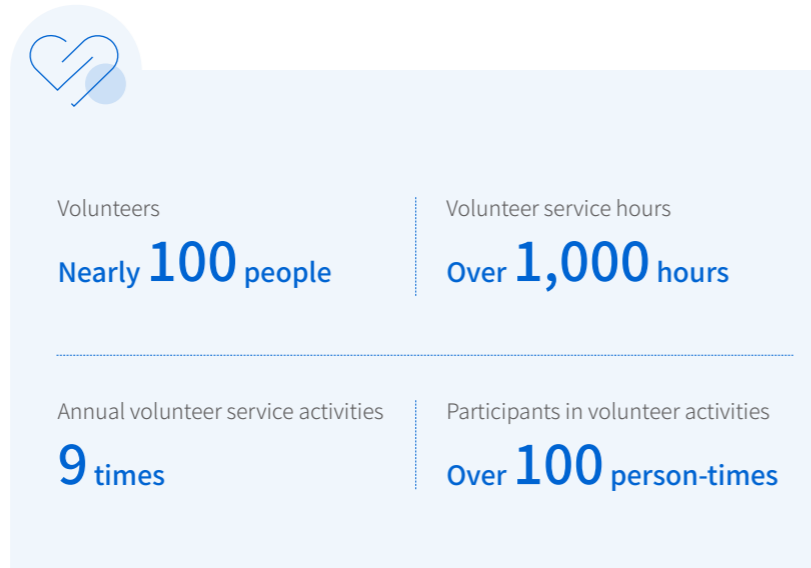 Volunteers
Nearly 100 people
Volunteer service hours
Over 1,000 hours
Annual volunteer service activities
9 times
Participants in volunteer activities
Over 100 person-times